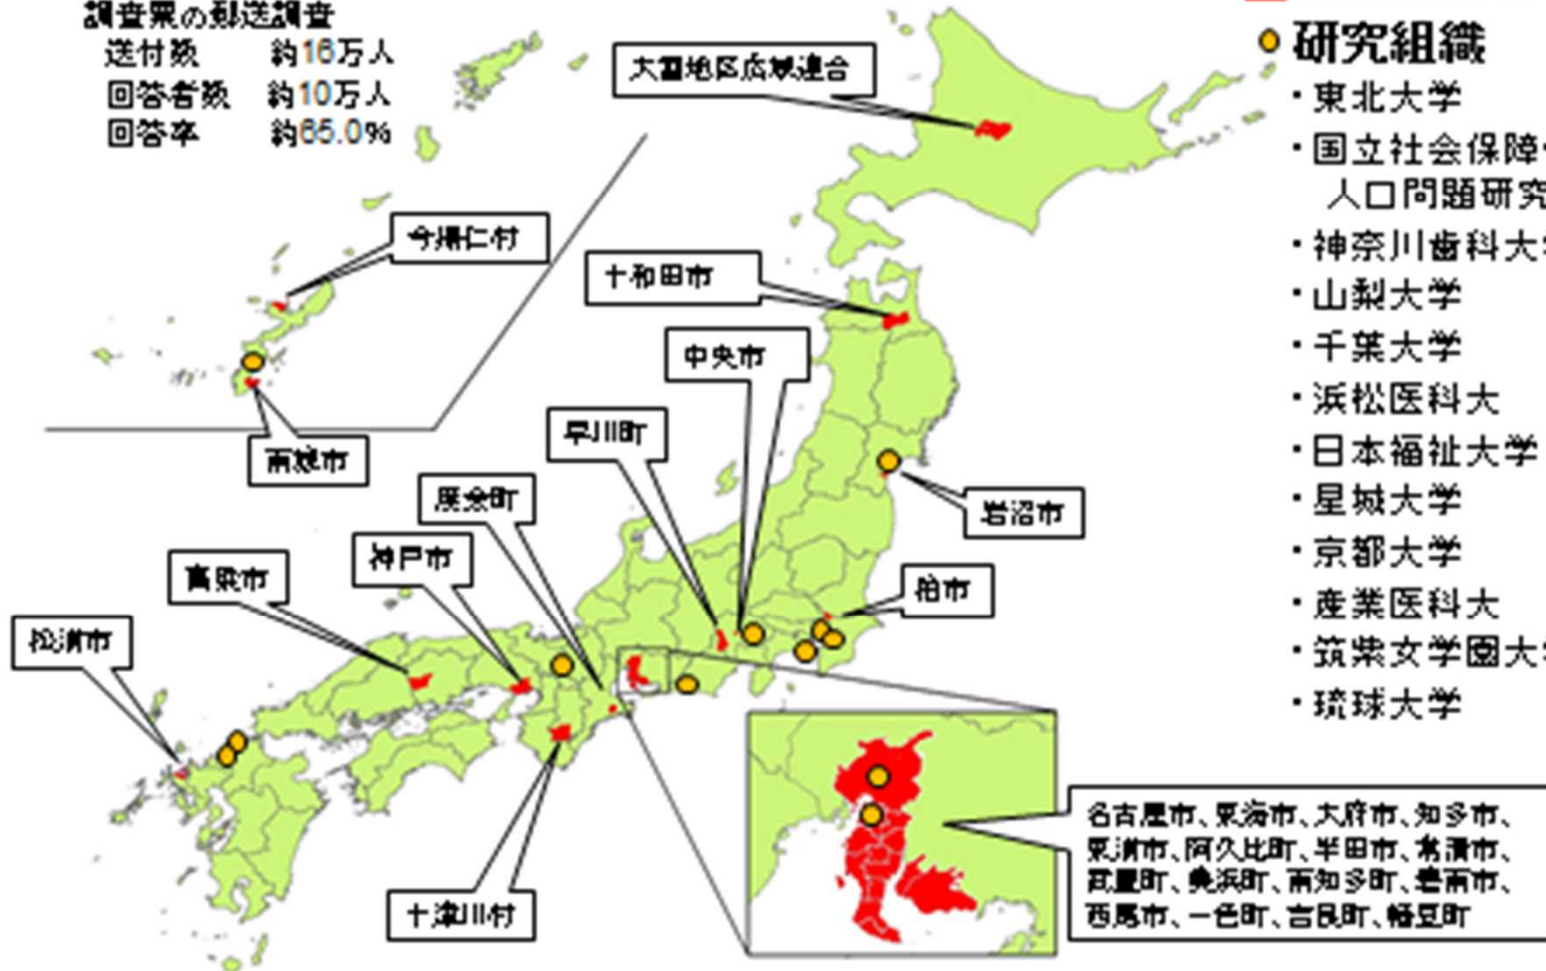 調査票の郵送調査
送付数 約16万人
回答者数 約10万人
回答率 約65.0%
大雪地区広域連合
今帰仁村
十和田市
中央市
早川町
南城市
度会町
岩沼市
神戸市
高梁市
柏市
松浦市
十津川村
名古屋市、東海市、大府市、知多市、
東浦市、阿久比町、半田市、常滑市、
武豊町、美浜町、南知多町、碧南市、
西尾市、一色町、吉良町、幡豆町
研究組織
・東北大学
・国立社会保障・
人口問題研究
・神奈川歯科大学
・山梨大学
・千葉大学
・浜松医科大
・日本福祉大学
・星城大学
・京都大学
・産業医科大
・筑紫女学園大学
・琉球大学